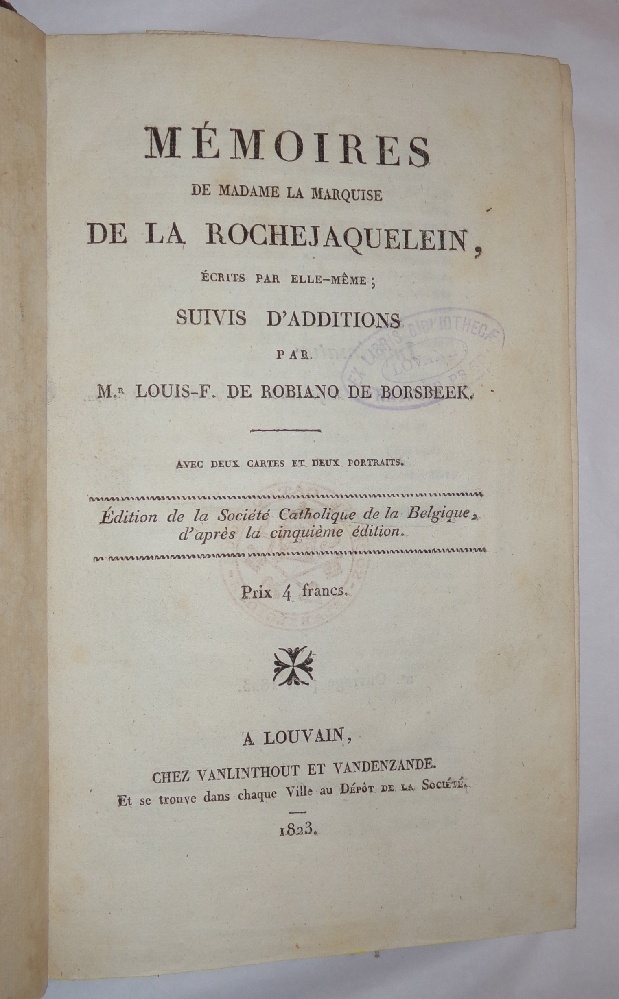 MÉMOIRES
DE MADAME LA MARQUISE
DE LA ROCHEJAQUELEIN,
ÉCRITS PAR ELLE-MÊME ;
SUIVIS D'ADDITIONS
PAR
M.R LOUIS-F. DE ROBIANO DE BORSBEEK.
AVEC DEUX CARTES ET DEUX PORTRAITS.
Édition de la Société Catholique de la Belgique,
d'après la cinquième édition.
Prix 4 francs.
A LOUVAIN,
CHEZ VANLINTHOUT ET VANDENZANDE.
Et se trouve dans chaque Ville au DÉPÔT DE LA SOCIÉTÉ.
1823.